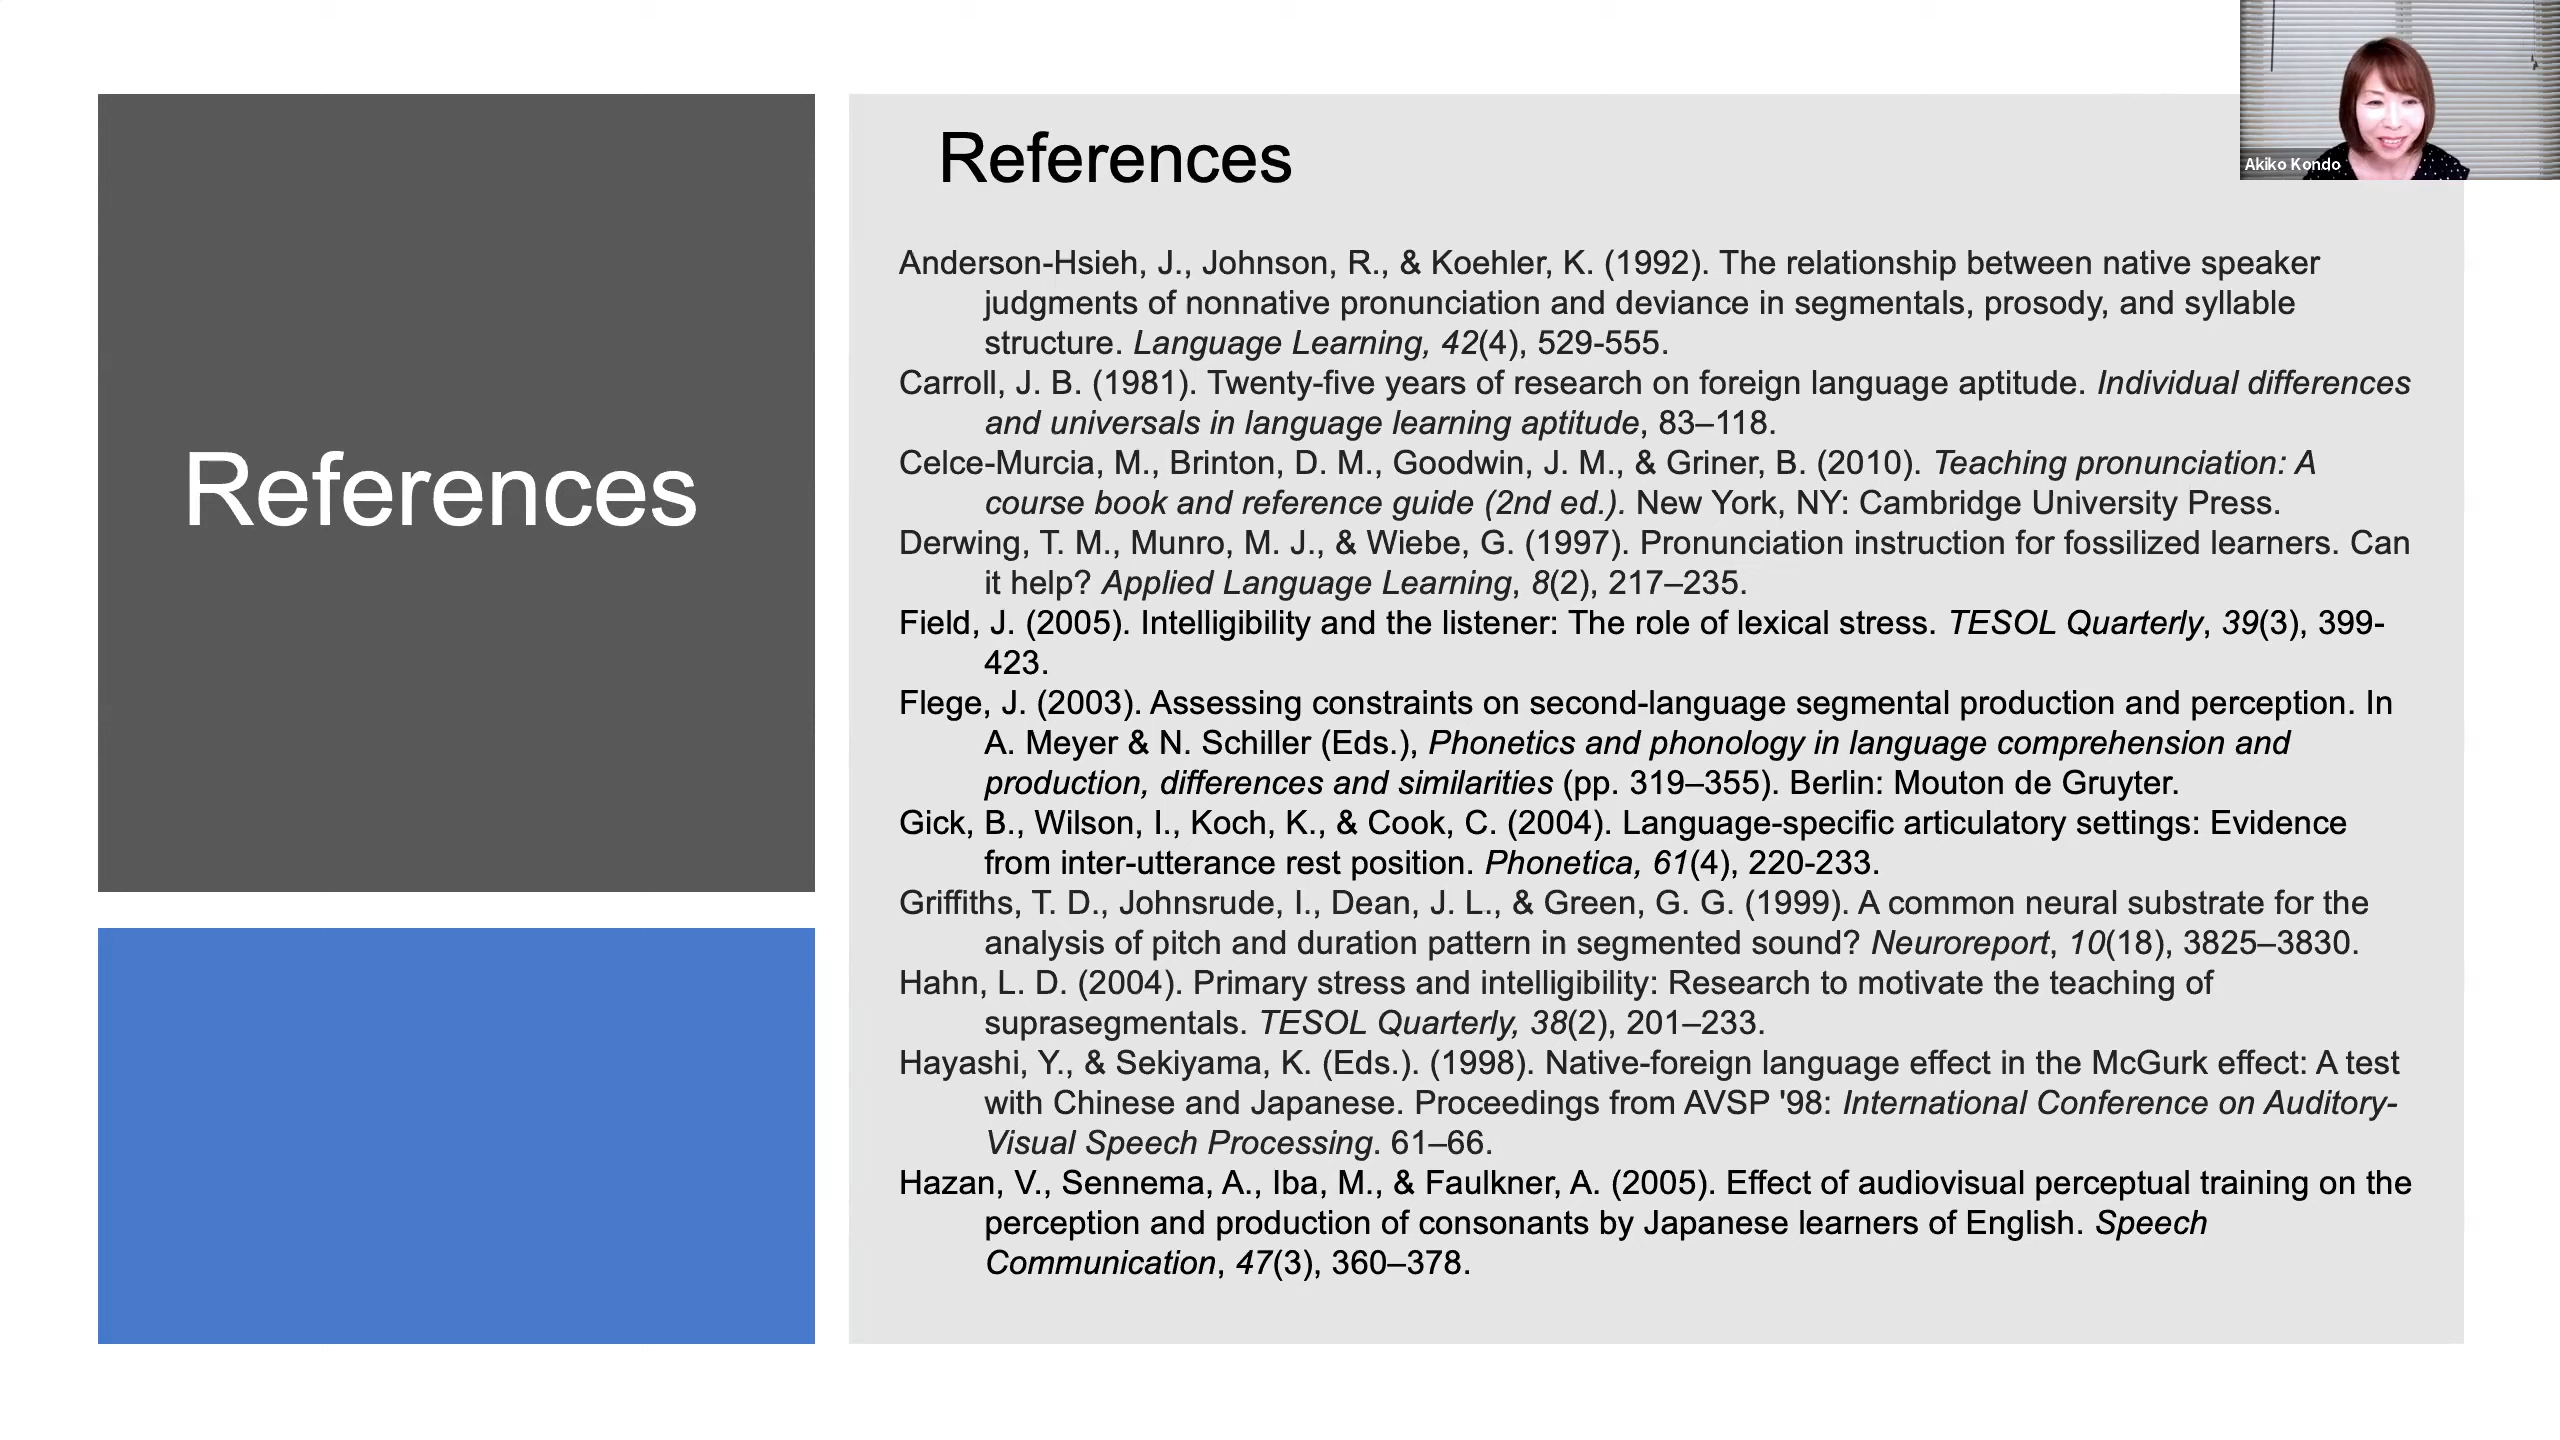 References
References
Akiko Kondo
Anderson-Hsieh, J., Johnson, R., & Koehler, K. (1992). The relationship between native speaker
judgments of nonnative pronunciation and deviance in segmentals, prosody, and syllable
structure. Language Learning, 42(4), 529-555.
Carroll, J. B. (1981). Twenty-five years of research on foreign language aptitude. Individual differences
and universals in language learning aptitude, 83–118.
Celce-Murcia, M., Brinton, D. M., Goodwin, J. M., & Griner, B. (2010). Teaching pronunciation: A
course book and reference guide (2nd ed.). New York, NY: Cambridge University Press.
Derwing, T. M., Munro, M. J., & Wiebe, G. (1997). Pronunciation instruction for fossilized learners. Can
it help? Applied Language Learning, 8(2), 217–235.
Field, J. (2005). Intelligibility and the listener: The role of lexical stress. TESOL Quarterly, 39(3), 399-
423.
Flege, J. (2003). Assessing constraints on second-language segmental production and perception. In
A. Meyer & N. Schiller (Eds.), Phonetics and phonology in language comprehension and
production, differences and similarities (pp. 319–355). Berlin: Mouton de Gruyter.
Gick, B., Wilson, I., Koch, K., & Cook, C. (2004). Language-specific articulatory settings: Evidence
from inter-utterance rest position. Phonetica, 61(4), 220-233.
Griffiths, T. D., Johnsrude, I., Dean, J. L., & Green, G. G. (1999). A common neural substrate for the
analysis of pitch and duration pattern in segmented sound? Neuroreport, 10(18), 3825–3830.
Hahn, L. D. (2004). Primary stress and intelligibility: Research to motivate the teaching of
suprasegmentals. TESOL Quarterly, 38(2), 201–233.
Hayashi, Y., & Sekiyama, K. (Eds.). (1998). Native-foreign language effect in the McGurk effect: A test
with Chinese and Japanese. Proceedings from AVSP '98: International Conference on Auditory-
Visual Speech Processing. 61–66.
Hazan, V., Sennema, A., Iba, M., & Faulkner, A. (2005). Effect of audiovisual perceptual training on the
perception and production of consonants by Japanese learners of English. Speech
Communication, 47(3), 360–378.